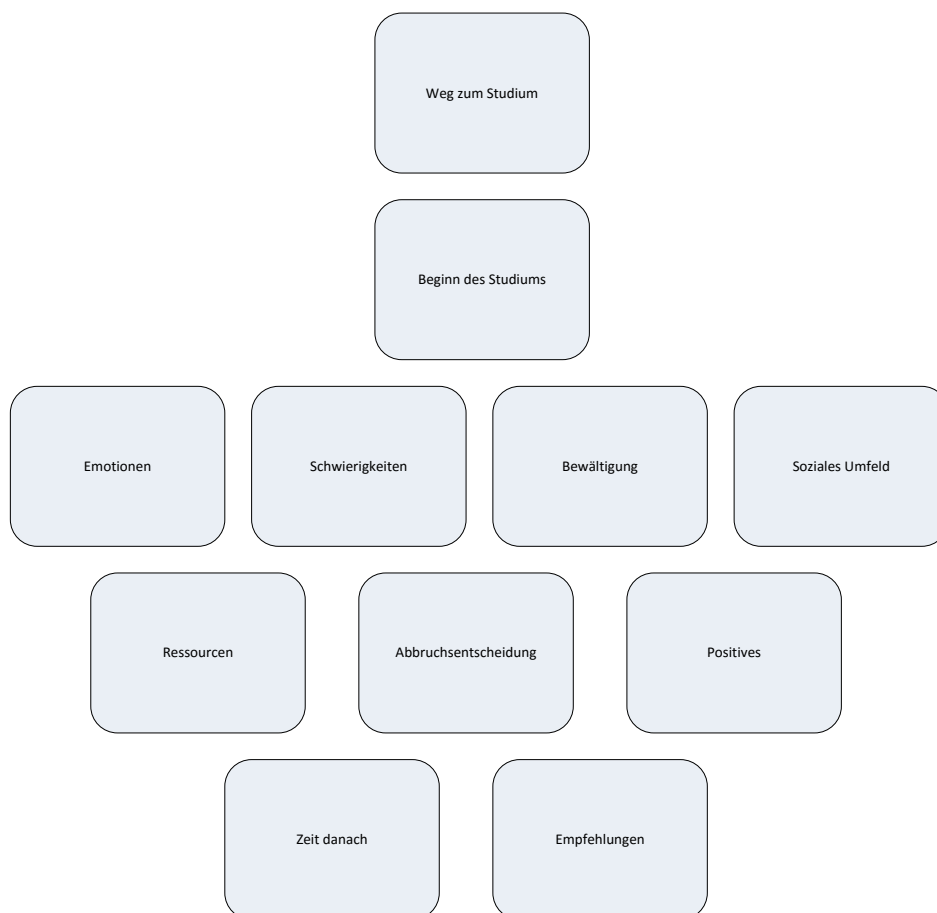 Weg zum Studium
Beginn des Studiums
Emotionen
Schwierigkeiten
Bewältigung
Soziales Umfeld
Ressourcen
Abbruchsentscheidung
Positives
Zeit danach
Empfehlungen